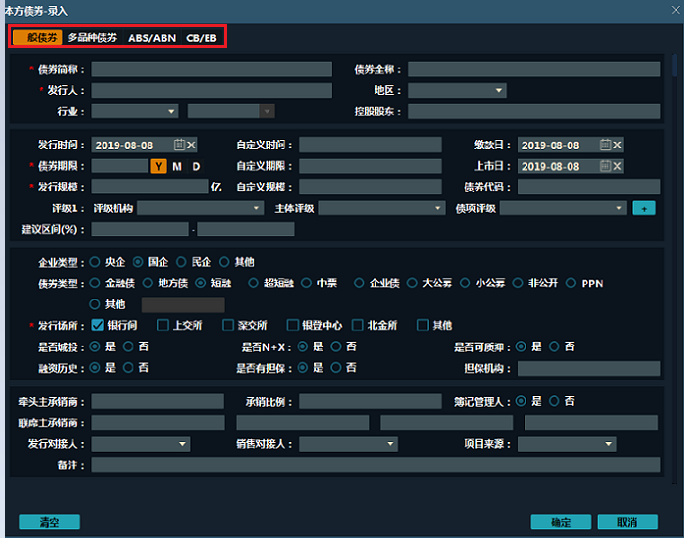 本方债券-录入
一般债券 多品种债券 ABS/ABN CB/EB
* 债券简称： 债券全称：
* 发行人： 地区：
行业： 控股股东：
发行时间： 2019-08-08 自定义时间： 缴款日： 2019-08-08
* 债券期限： Y M D 自定义期限： 上市日： 2019-08-08
* 发行规模： 亿 自定义规模： 债券代码：
评级1： 评级机构 主体评级 债项评级 +
建议区间(%)： -
企业类型： 央企 国企 民企 其他
债券类型： 金融债 地方债 短融 超短融 中票 企业债 大公募 小公募 非公开 PPN
其他
* 发行场所： 银行间 上交所 深交所 银登中心 北金所 其他
是否城投： 是 否 是否N+X： 是 否 是否可质押： 是 否
融资历史： 是 否 是否有担保： 是 否 担保机构：
牵头主承销商： 承销比例： 簿记管理人： 是 否
联席主承销商：
发行对接人： 销售对接人： 项目来源：
备注：
清空 确定 取消